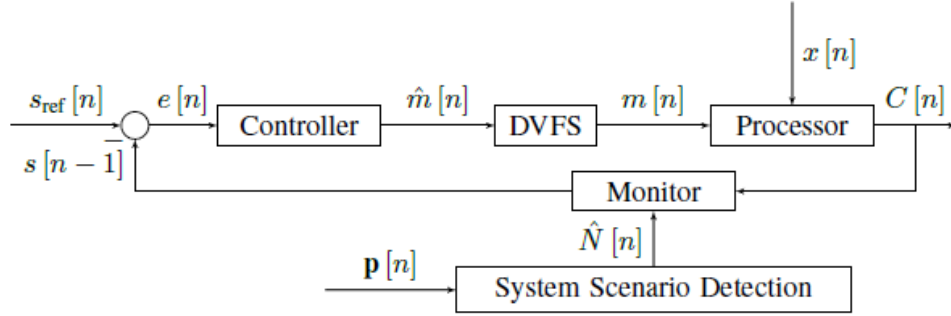 x [n]
s_ref [n] e [n] m̂ [n] m [n] C [n]
Controller DVFS Processor
−
s [n − 1]
Monitor
N̂ [n]
p [n]
System Scenario Detection